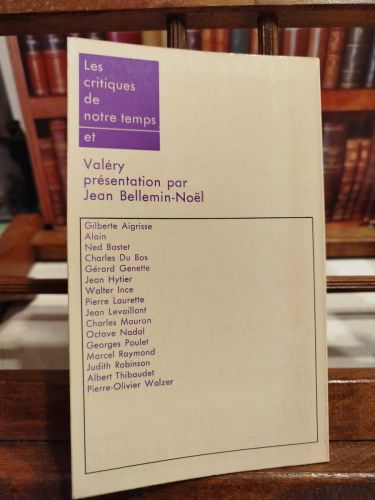 Les
critiques
de
notre temps
et
Valéry
présentation par
Jean Bellemin-Noël
Gilberte Aigrisse
Alain
Ned Bastet
Charles Du Bos
Gérard Genette
Jean Hytier
Walter Ince
Pierre Laurette
Jean Levaillant
Charles Mauron
Octave Nadal
Georges Poulet
Marcel Raymond
Judith Robinson
Albert Thibaudet
Pierre-Olivier Walzer